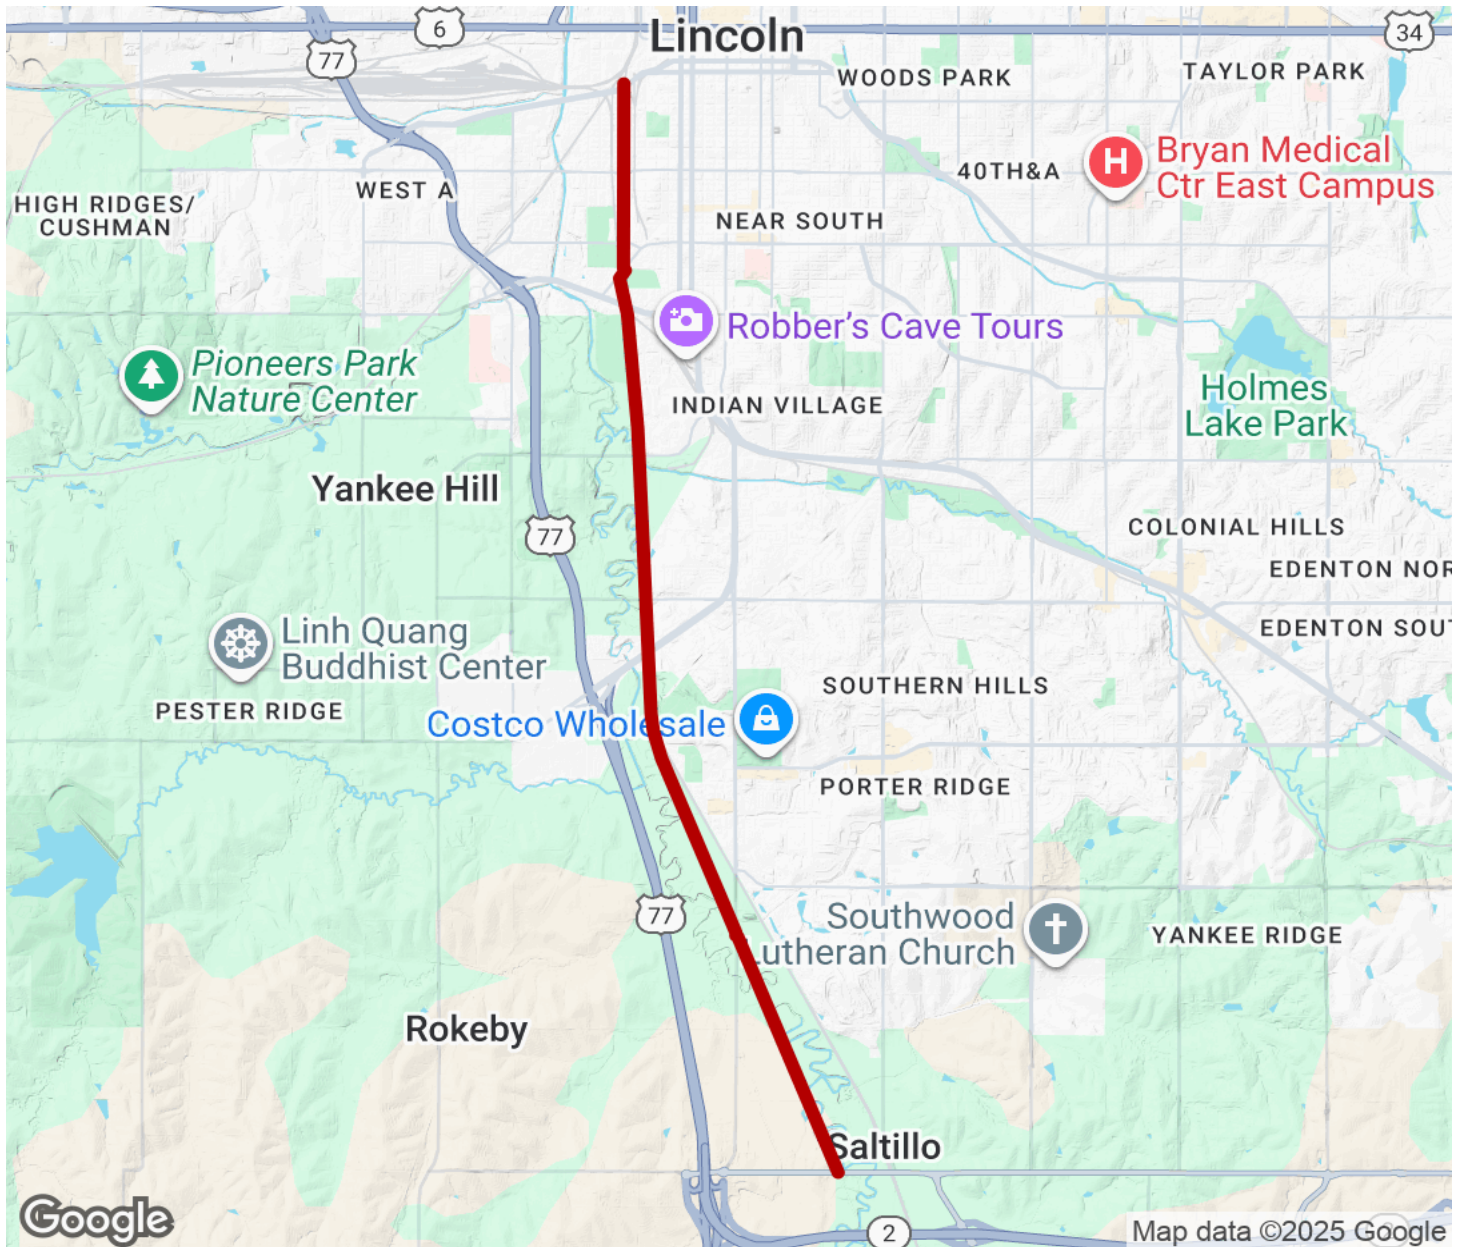 6
Lincoln
34
77
WOODS PARK
TAYLOR PARK
H
Bryan Medical
Ctr East Campus
40TH&A
WEST A
HIGH RIDGES/
CUSHMAN
NEAR SOUTH
Robber's Cave Tours
Pioneers Park
Nature Center
Holmes
Lake Park
INDIAN VILLAGE
Yankee Hill
77
COLONIAL HILLS
EDENTON NOR
Linh Quang
Buddhist Center
EDENTON SOUT
SOUTHERN HILLS
PESTER RIDGE
Costco Wholesale
PORTER RIDGE
77
Southwood
Lutheran Church
YANKEE RIDGE
Rokeby
Saltillo
Google
2
Map data ©2025 Google